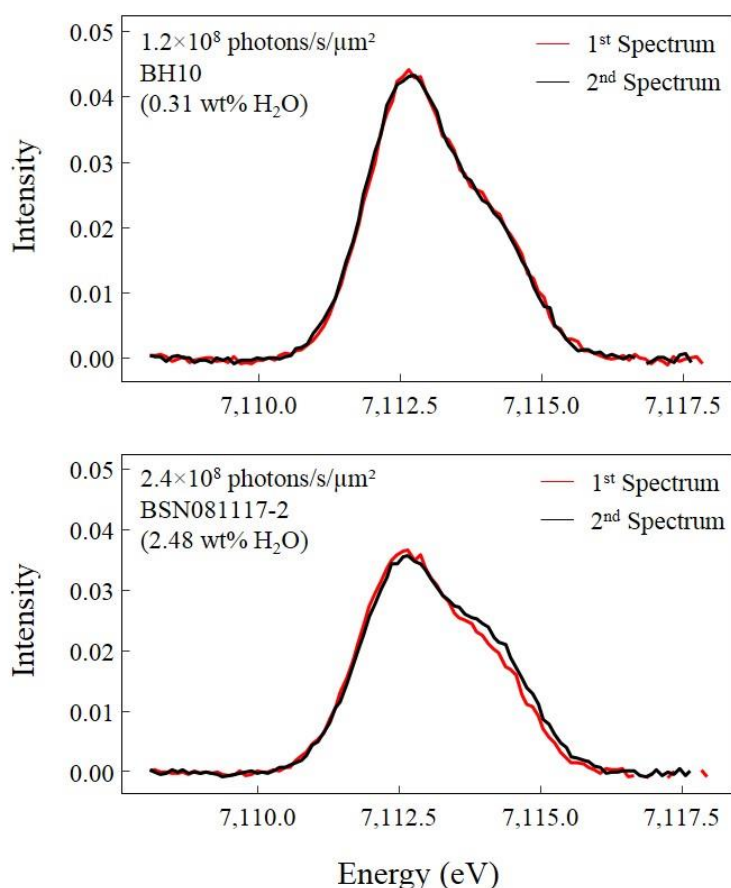 1.2×10⁸ photons/s/µm²
BH10
(0.31 wt% H₂O)
1ˢᵗ Spectrum
2ⁿᵈ Spectrum
0.05
0.04
0.03
0.02
0.01
0.00
Intensity
7,110.0 7,112.5 7,115.0 7,117.5
2.4×10⁸ photons/s/µm²
BSN081117-2
(2.48 wt% H₂O)
1ˢᵗ Spectrum
2ⁿᵈ Spectrum
0.05
0.04
0.03
0.02
0.01
0.00
Intensity
7,110.0 7,112.5 7,115.0 7,117.5
Energy (eV)